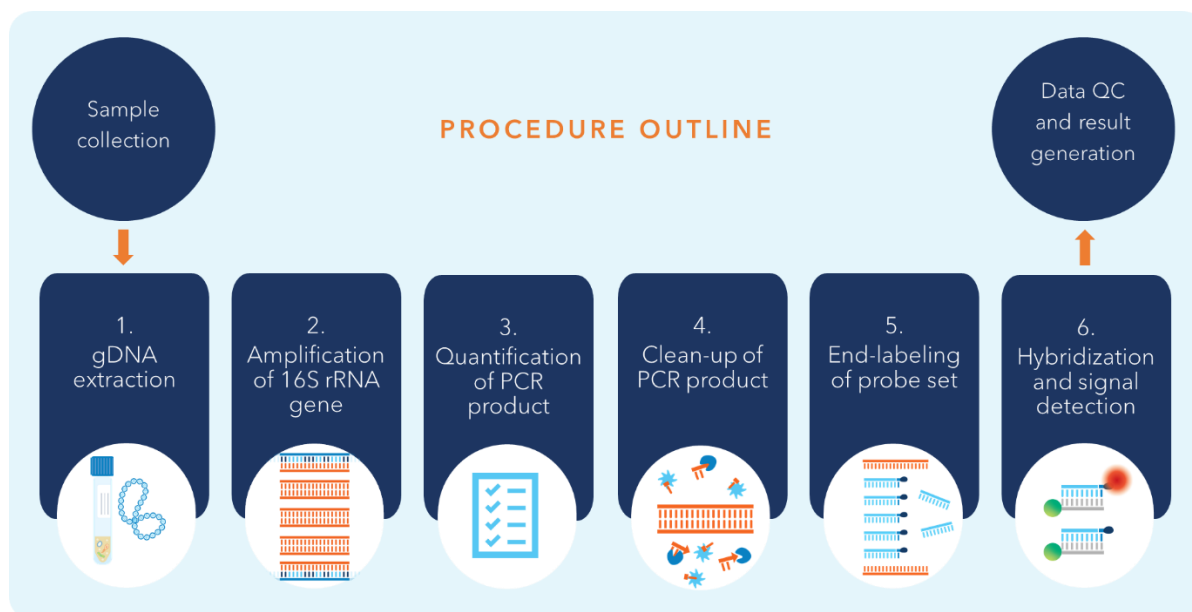 Sample
collection
PROCEDURE OUTLINE
Data QC
and result
generation
1.
gDNA
extraction
2.
Amplification
of 16S rRNA
gene
3.
Quantification
of PCR
product
4.
Clean-up of
PCR product
5.
End-labeling
of probe set
6.
Hybridization
and signal
detection